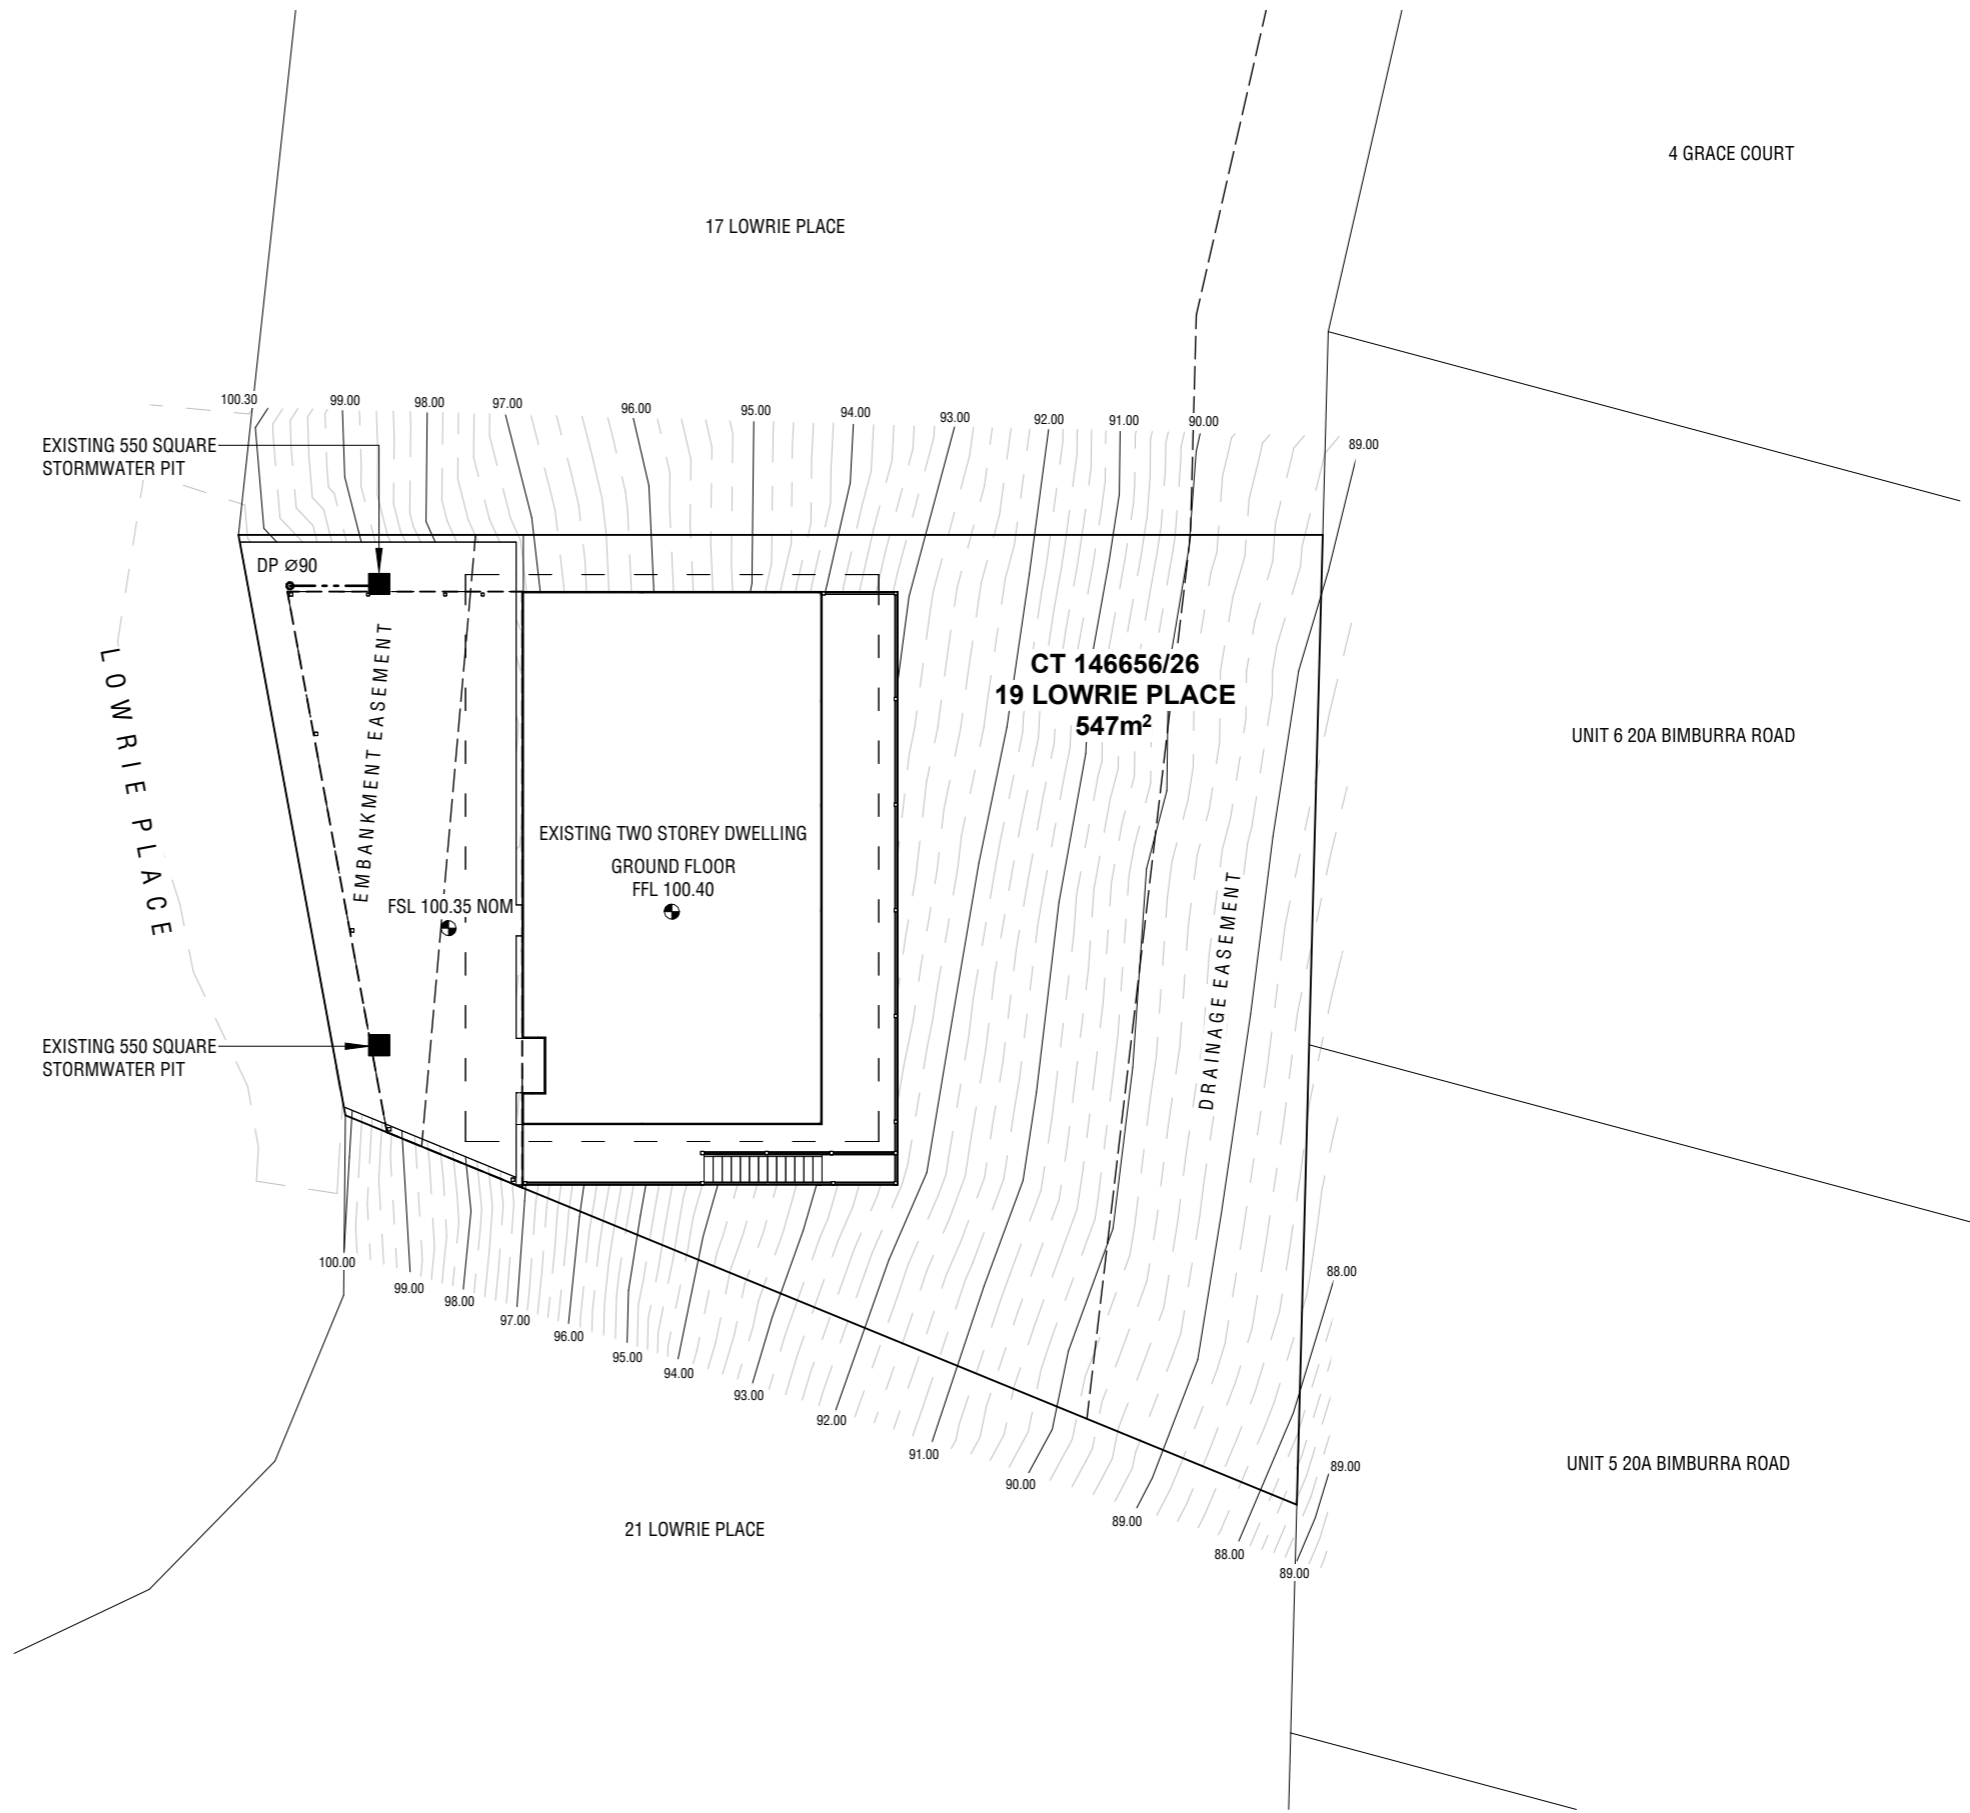 4 GRACE COURT
17 LOWRIE PLACE
100.30
99.00
98.00
97.00
96.00
95.00
94.00
93.00
92.00
91.00
90.00
89.00
EXISTING 550 SQUARE
STORMWATER PIT
DP Ø90
EMBANKMENT EASEMENT
LOWRIE PLACE
CT 146656/26
19 LOWRIE PLACE
547m²
UNIT 6 20A BIMBURRA ROAD
EXISTING TWO STOREY DWELLING
GROUND FLOOR
FFL 100.40
FSL 100.35 NOM
DRAINAGE EASEMENT
EXISTING 550 SQUARE
STORMWATER PIT
100.00
99.00
98.00
97.00
96.00
95.00
94.00
93.00
92.00
91.00
90.00
89.00
88.00
89.00
88.00
89.00
UNIT 5 20A BIMBURRA ROAD
21 LOWRIE PLACE